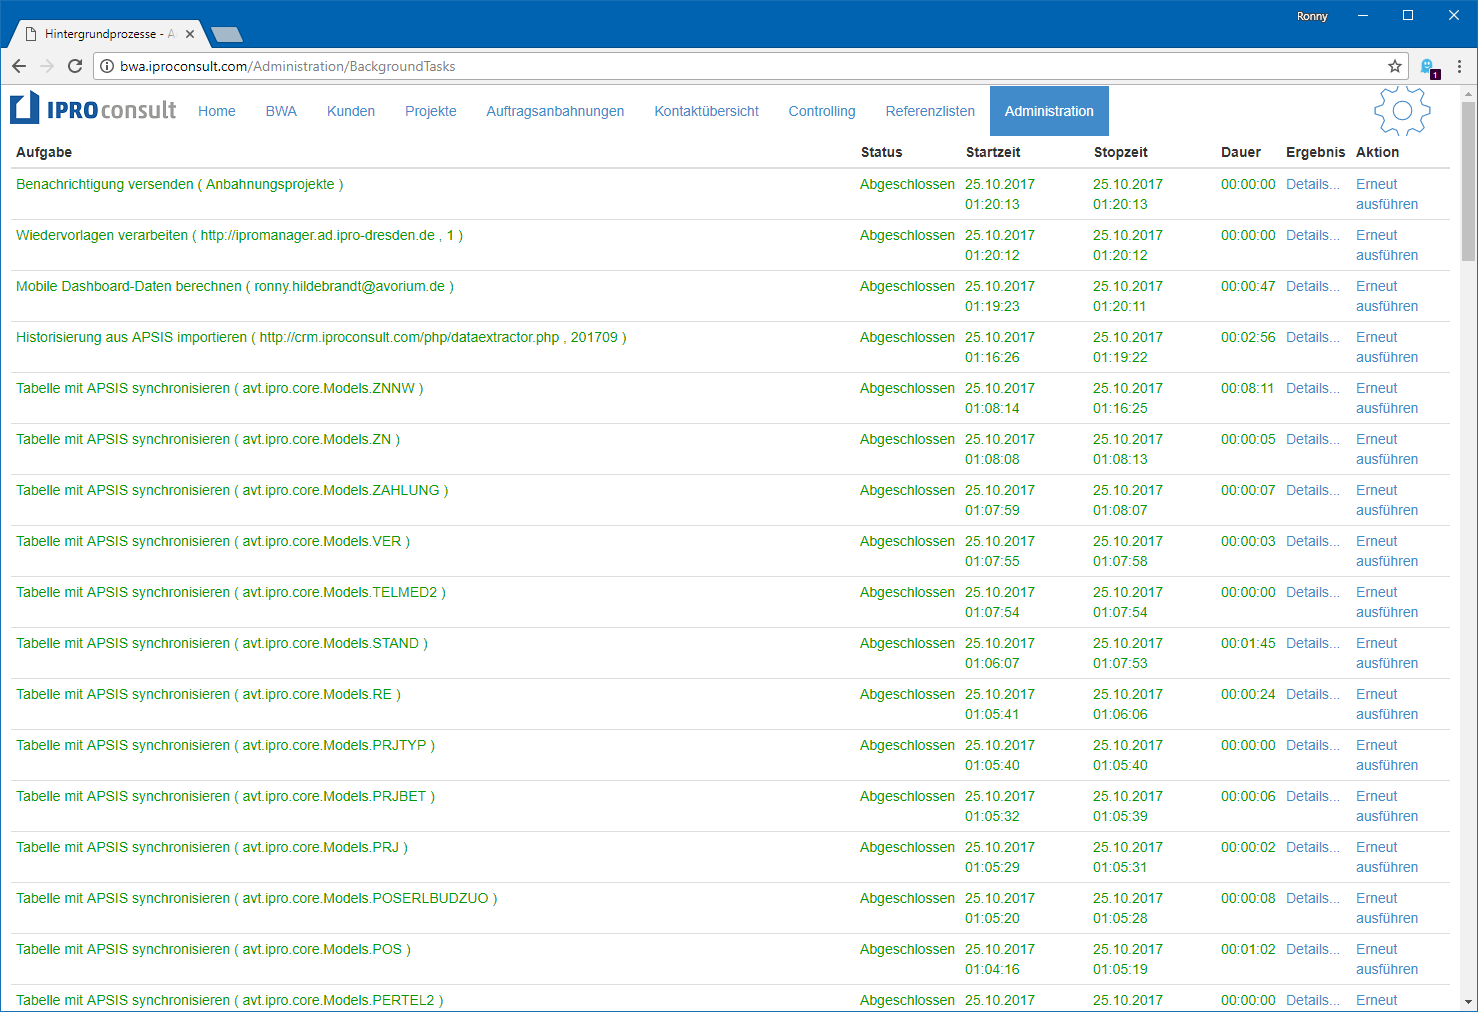 Ronny
Hintergrundprozesse - A
bwa.iproconsult.com/Administration/BackgroundTasks
1
IPROconsult Home BWA Kunden Projekte Auftragsanbahnungen Kontaktübersicht Controlling Referenzlisten Administration
Aufgabe Status Startzeit Stopzeit Dauer Ergebnis Aktion
Benachrichtigung versenden ( Anbahnungsprojekte ) Abgeschlossen 25.10.2017 25.10.2017 00:00:00 Details... Erneut
01:20:13 01:20:13 ausführen
Wiedervorlagen verarbeiten ( http://ipromanager.ad.ipro-dresden.de , 1 ) Abgeschlossen 25.10.2017 25.10.2017 00:00:00 Details... Erneut
01:20:12 01:20:12 ausführen
Mobile Dashboard-Daten berechnen ( ronny.hildebrandt@avorium.de ) Abgeschlossen 25.10.2017 25.10.2017 00:00:47 Details... Erneut
01:19:23 01:20:11 ausführen
Historisierung aus APSIS importieren ( http://crm.iproconsult.com/php/dataextractor.php , 201709 ) Abgeschlossen 25.10.2017 25.10.2017 00:02:56 Details... Erneut
01:16:26 01:19:22 ausführen
Tabelle mit APSIS synchronisieren ( avt.ipro.core.Models.ZNNW ) Abgeschlossen 25.10.2017 25.10.2017 00:08:11 Details... Erneut
01:08:14 01:16:25 ausführen
Tabelle mit APSIS synchronisieren ( avt.ipro.core.Models.ZN ) Abgeschlossen 25.10.2017 25.10.2017 00:00:05 Details... Erneut
01:08:08 01:08:13 ausführen
Tabelle mit APSIS synchronisieren ( avt.ipro.core.Models.ZAHLUNG ) Abgeschlossen 25.10.2017 25.10.2017 00:00:07 Details... Erneut
01:07:59 01:08:07 ausführen
Tabelle mit APSIS synchronisieren ( avt.ipro.core.Models.VER ) Abgeschlossen 25.10.2017 25.10.2017 00:00:03 Details... Erneut
01:07:55 01:07:58 ausführen
Tabelle mit APSIS synchronisieren ( avt.ipro.core.Models.TELMED2 ) Abgeschlossen 25.10.2017 25.10.2017 00:00:00 Details... Erneut
01:07:54 01:07:54 ausführen
Tabelle mit APSIS synchronisieren ( avt.ipro.core.Models.STAND ) Abgeschlossen 25.10.2017 25.10.2017 00:01:45 Details... Erneut
01:06:07 01:07:53 ausführen
Tabelle mit APSIS synchronisieren ( avt.ipro.core.Models.RE ) Abgeschlossen 25.10.2017 25.10.2017 00:00:24 Details... Erneut
01:05:41 01:06:06 ausführen
Tabelle mit APSIS synchronisieren ( avt.ipro.core.Models.PRJTYP ) Abgeschlossen 25.10.2017 25.10.2017 00:00:00 Details... Erneut
01:05:40 01:05:40 ausführen
Tabelle mit APSIS synchronisieren ( avt.ipro.core.Models.PRJBET ) Abgeschlossen 25.10.2017 25.10.2017 00:00:06 Details... Erneut
01:05:32 01:05:39 ausführen
Tabelle mit APSIS synchronisieren ( avt.ipro.core.Models.PRJ ) Abgeschlossen 25.10.2017 25.10.2017 00:00:02 Details... Erneut
01:05:29 01:05:31 ausführen
Tabelle mit APSIS synchronisieren ( avt.ipro.core.Models.POSERLBUDZUO ) Abgeschlossen 25.10.2017 25.10.2017 00:00:08 Details... Erneut
01:05:20 01:05:28 ausführen
Tabelle mit APSIS synchronisieren ( avt.ipro.core.Models.POS ) Abgeschlossen 25.10.2017 25.10.2017 00:01:02 Details... Erneut
01:04:16 01:05:19 ausführen
Tabelle mit APSIS synchronisieren ( avt.ipro.core.Models.PERTEL2 ) Abgeschlossen 25.10.2017 25.10.2017 00:00:00 Details... Erneut